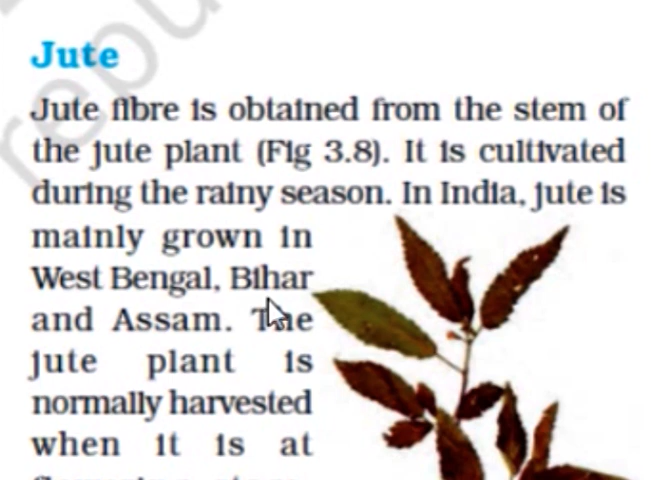 Jute
Jute fibre is obtained from the stem of
the jute plant (Fig 3.8). It is cultivated
during the rainy season. In India, jute is
mainly grown in
West Bengal, Bihar
and Assam. The
jute plant is
normally harvested
when it is at